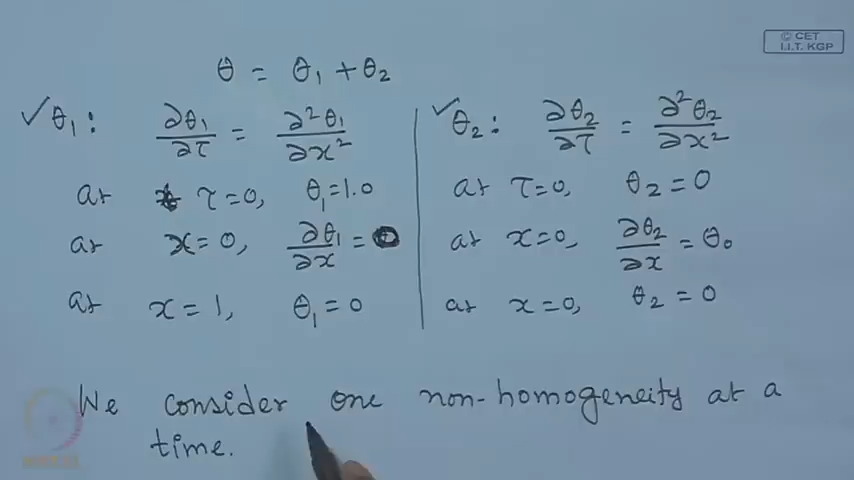 © CET
I.I.T. KGP
θ = θ₁ + θ₂
✓θ₁: ∂θ₁/∂τ = ∂²θ₁/∂x²
at τ=0, θ₁=1.0
at x=0, ∂θ₁/∂x = 0
at x=1, θ₁=0
✓θ₂: ∂θ₂/∂τ = ∂²θ₂/∂x²
at τ=0, θ₂=0
at x=0, ∂θ₂/∂x = θ₀
at x=0, θ₂=0
We consider one non-homogeneity at a
time.